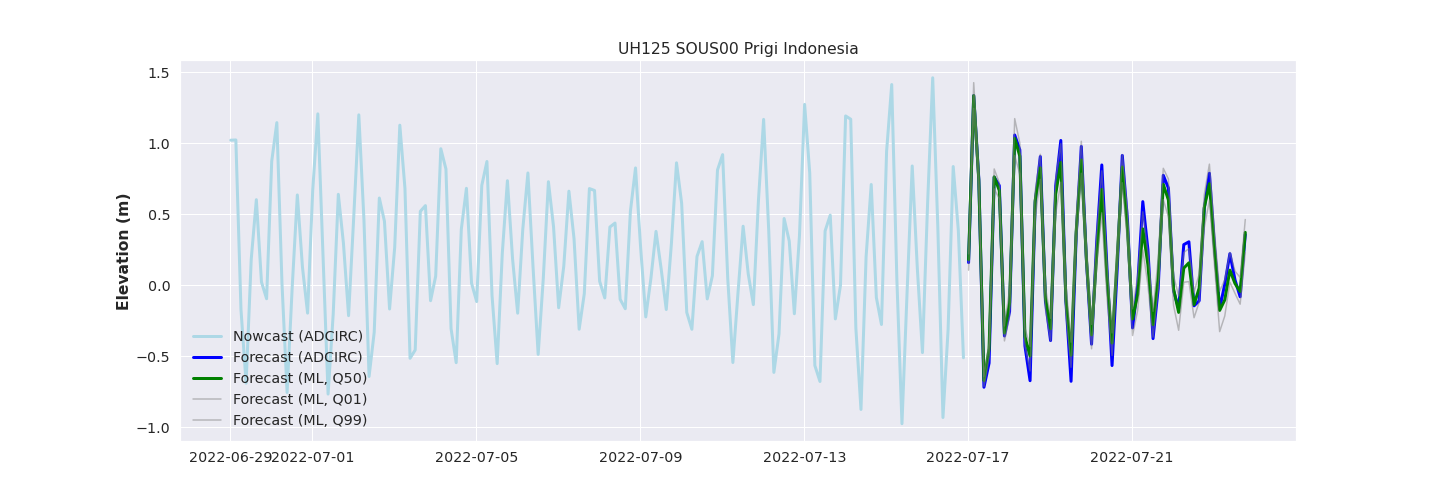 UH125 SOUS00 Prigi Indonesia
Elevation (m)
1.5
1.0
0.5
0.0
−0.5
−1.0
Nowcast (ADCIRC)
Forecast (ADCIRC)
Forecast (ML, Q50)
Forecast (ML, Q01)
Forecast (ML, Q99)
2022-06-29 2022-07-01 2022-07-05 2022-07-09 2022-07-13 2022-07-17 2022-07-21